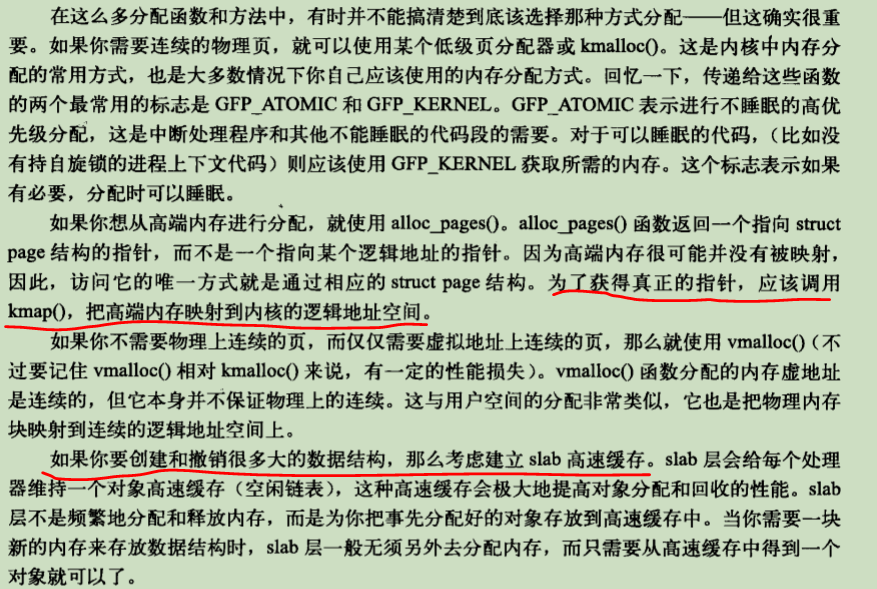 在这么多分配函数和方法中，有时并不能搞清楚到底该选择那种方式分配——但这确实很重
要。如果你需要连续的物理页，就可以使用某个低级页分配器或 kmalloc()。这是内核中内存分
配的常用方式，也是大多数情况下你自己应该使用的内存分配方式。回忆一下，传递给这些函数
的两个最常用的标志是 GFP_ATOMIC 和 GFP_KERNEL。GFP_ATOMIC 表示进行不睡眠的高优
先级分配，这是中断处理程序和其他不能睡眠的代码段的需要。对于可以睡眠的代码，（比如没
有持自旋锁的进程上下文代码）则应该使用 GFP_KERNEL 获取所需的内存。这个标志表示如果
有必要，分配时可以睡眠。
如果你想从高端内存进行分配，就使用 alloc_pages()。alloc_pages() 函数返回一个指向 struct
page 结构的指针，而不是一个指向某个逻辑地址的指针。因为高端内存很可能并没有被映射，
因此，访问它的唯一方式就是通过相应的 struct page 结构。为了获得真正的指针，应该调用
kmap()，把高端内存映射到内核的逻辑地址空间。
如果你不需要物理上连续的页，而仅仅需要虚拟地址上连续的页，那么就使用 vmalloc()（不
过要记住 vmalloc() 相对 kmalloc() 来说，有一定的性能损失）。vmalloc() 函数分配的内存虚地址
是连续的，但它本身并不保证物理上的连续。这与用户空间的分配非常类似，它也是把物理内存
块映射到连续的逻辑地址空间上。
如果你要创建和撤销很多大的数据结构，那么考虑建立 slab 高速缓存。slab 层会给每个处理
器维持一个对象高速缓存（空闲链表），这种高速缓存会极大地提高对象分配和回收的性能。slab
层不是频繁地分配和释放内存，而是为你把事先分配好的对象存放到高速缓存中。当你需要一块
新的内存来存放数据结构时，slab 层一般无须另外去分配内存，而只需要从高速缓存中得到一个
对象就可以了。